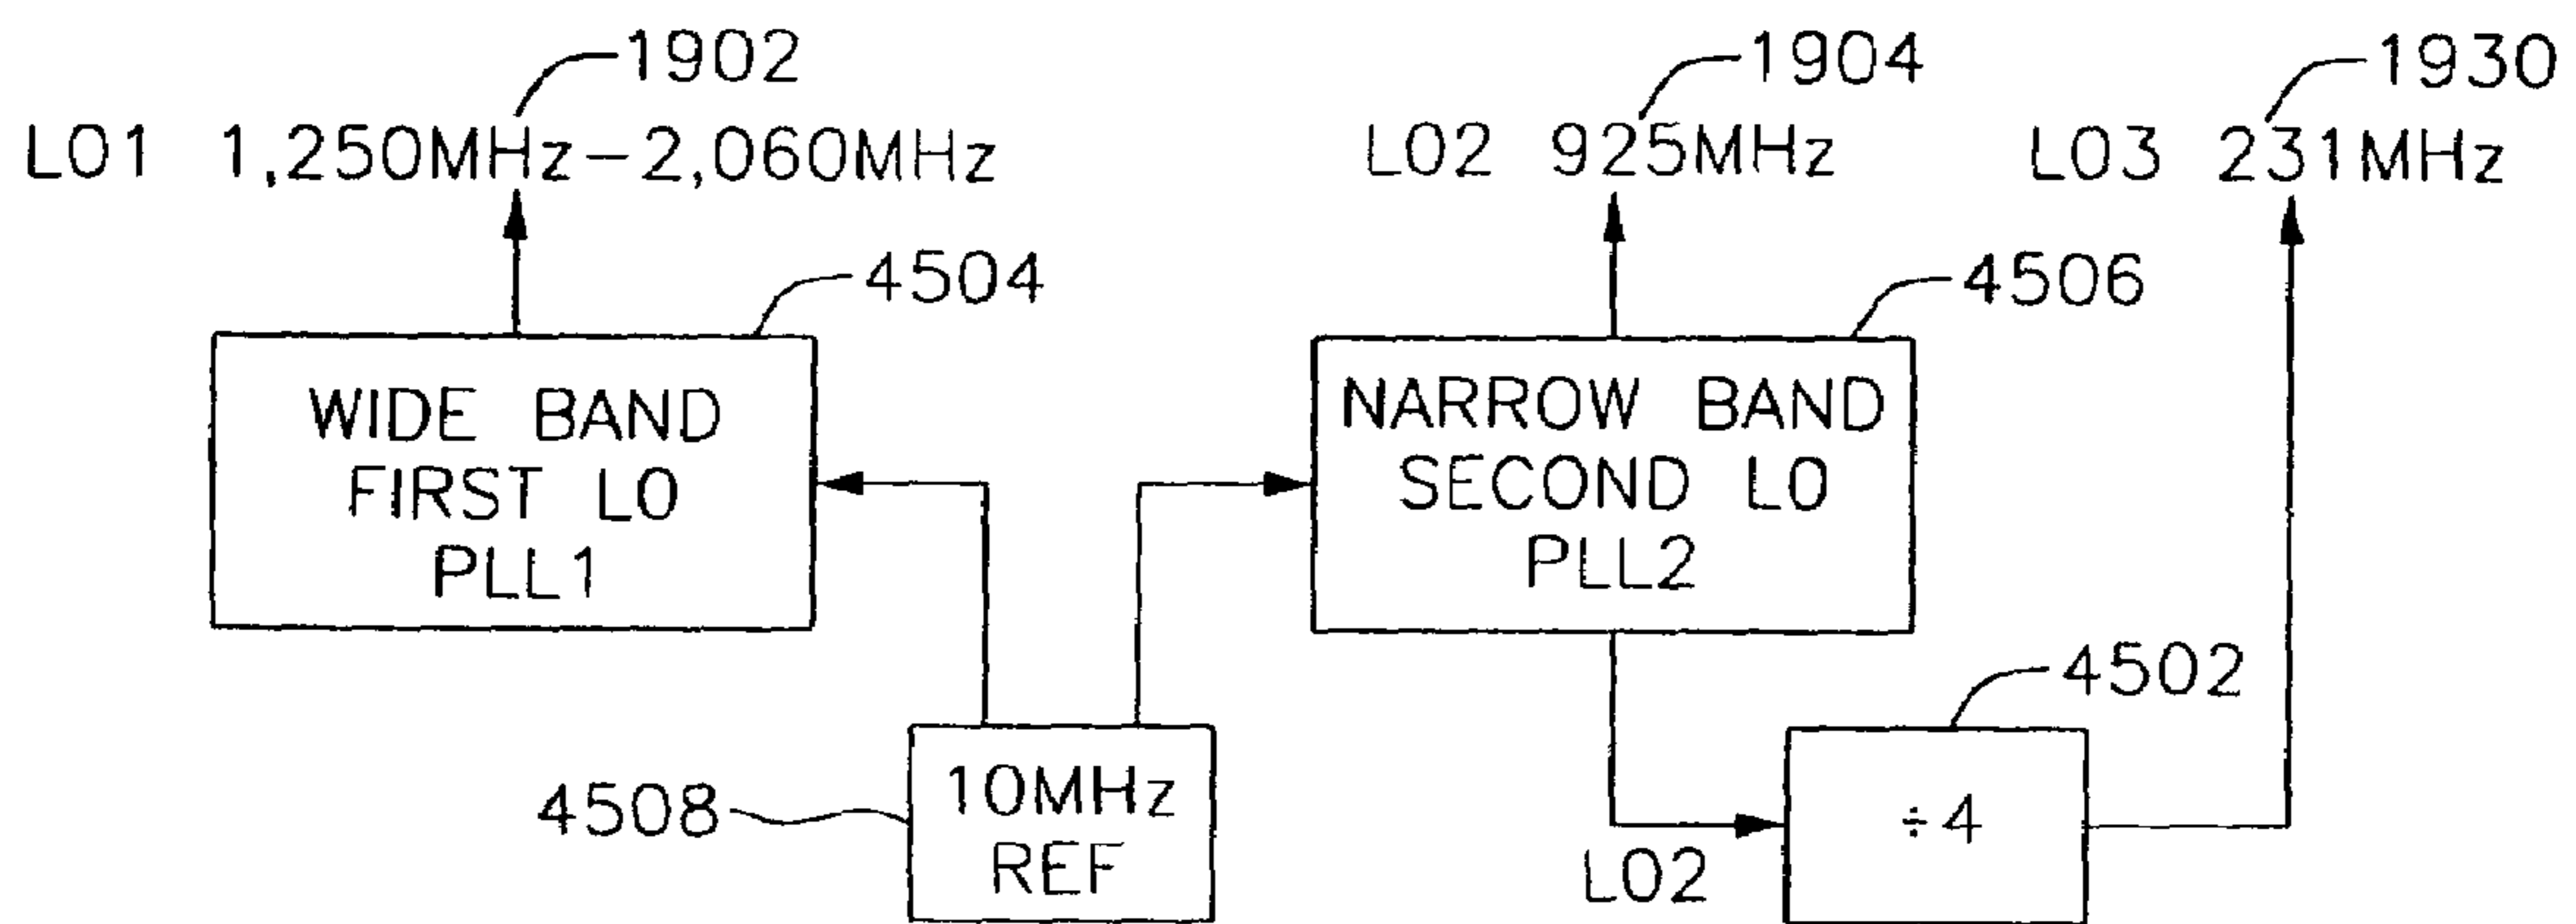 1902
1904
1930
LO1 1,250MHz-2,060MHz
LO2 925MHz
LO3 231MHz
4504
4506
WIDE BAND
FIRST LO
PLL1
NARROW BAND
SECOND LO
PLL2
4502
4508
10MHz
REF
÷4
LO2